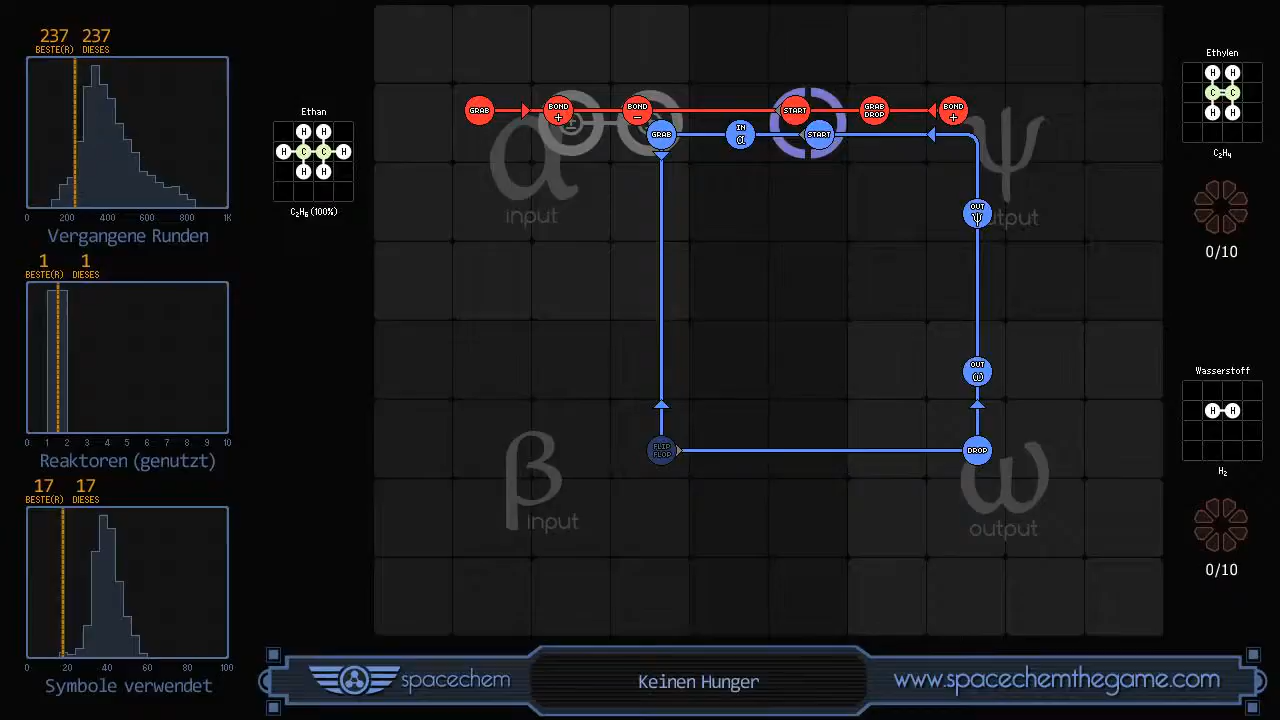 237 237
BESTE(R) DIESES
0 200 400 600 800 1K
Vergangene Runden
1 1
BESTE(R) DIESES
0 1 2 3 4 5 6 7 8 9 10
Reaktoren (genutzt)
17 17
BESTE(R) DIESES
0 20 40 60 80 100
Symbole verwendet
Ethan
H H
H C C H
H H
C₂H₆ (100%)
GRAB
BOND +
BOND −
START
GRAB DROP
BOND +
GRAB
IN α
START
α
input
ψ
output
OUT ψ
OUT ω
FLIP FLOP
DROP
β
input
ω
output
Ethylen
H H
C C
H H
C₂H₄
0/10
Wasserstoff
H H
H₂
0/10
spacechem
Keinen Hunger
www.spacechemthegame.com